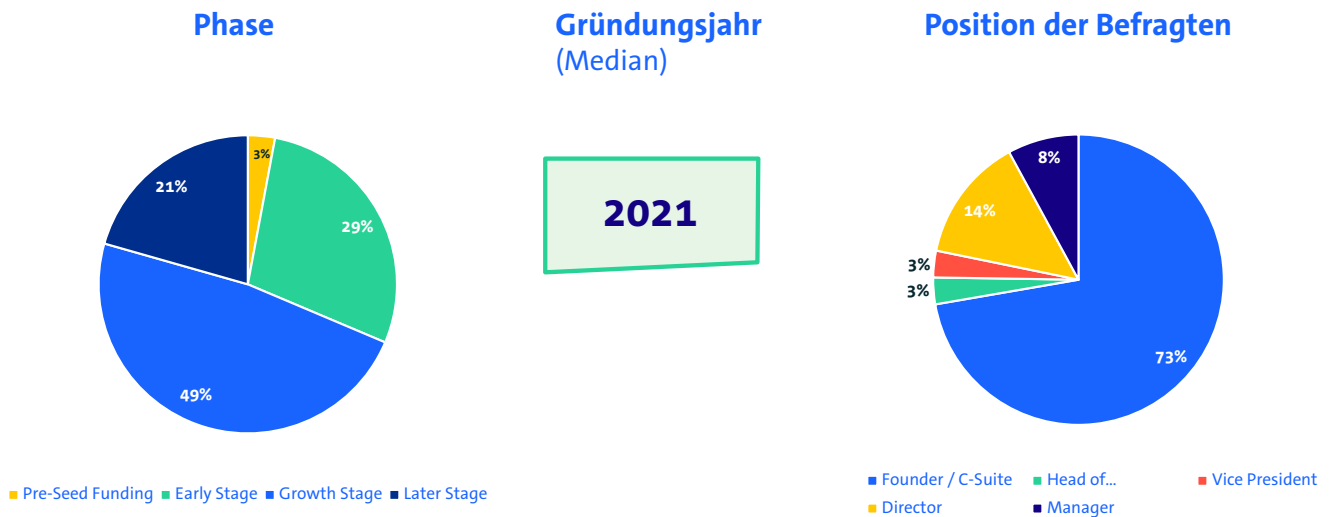 Phase
3%
21%
29%
49%
Pre-Seed Funding Early Stage Growth Stage Later Stage
Gründungsjahr
(Median)
2021
Position der Befragten
8%
14%
3%
3%
73%
Founder / C-Suite Head of... Vice President
Director Manager